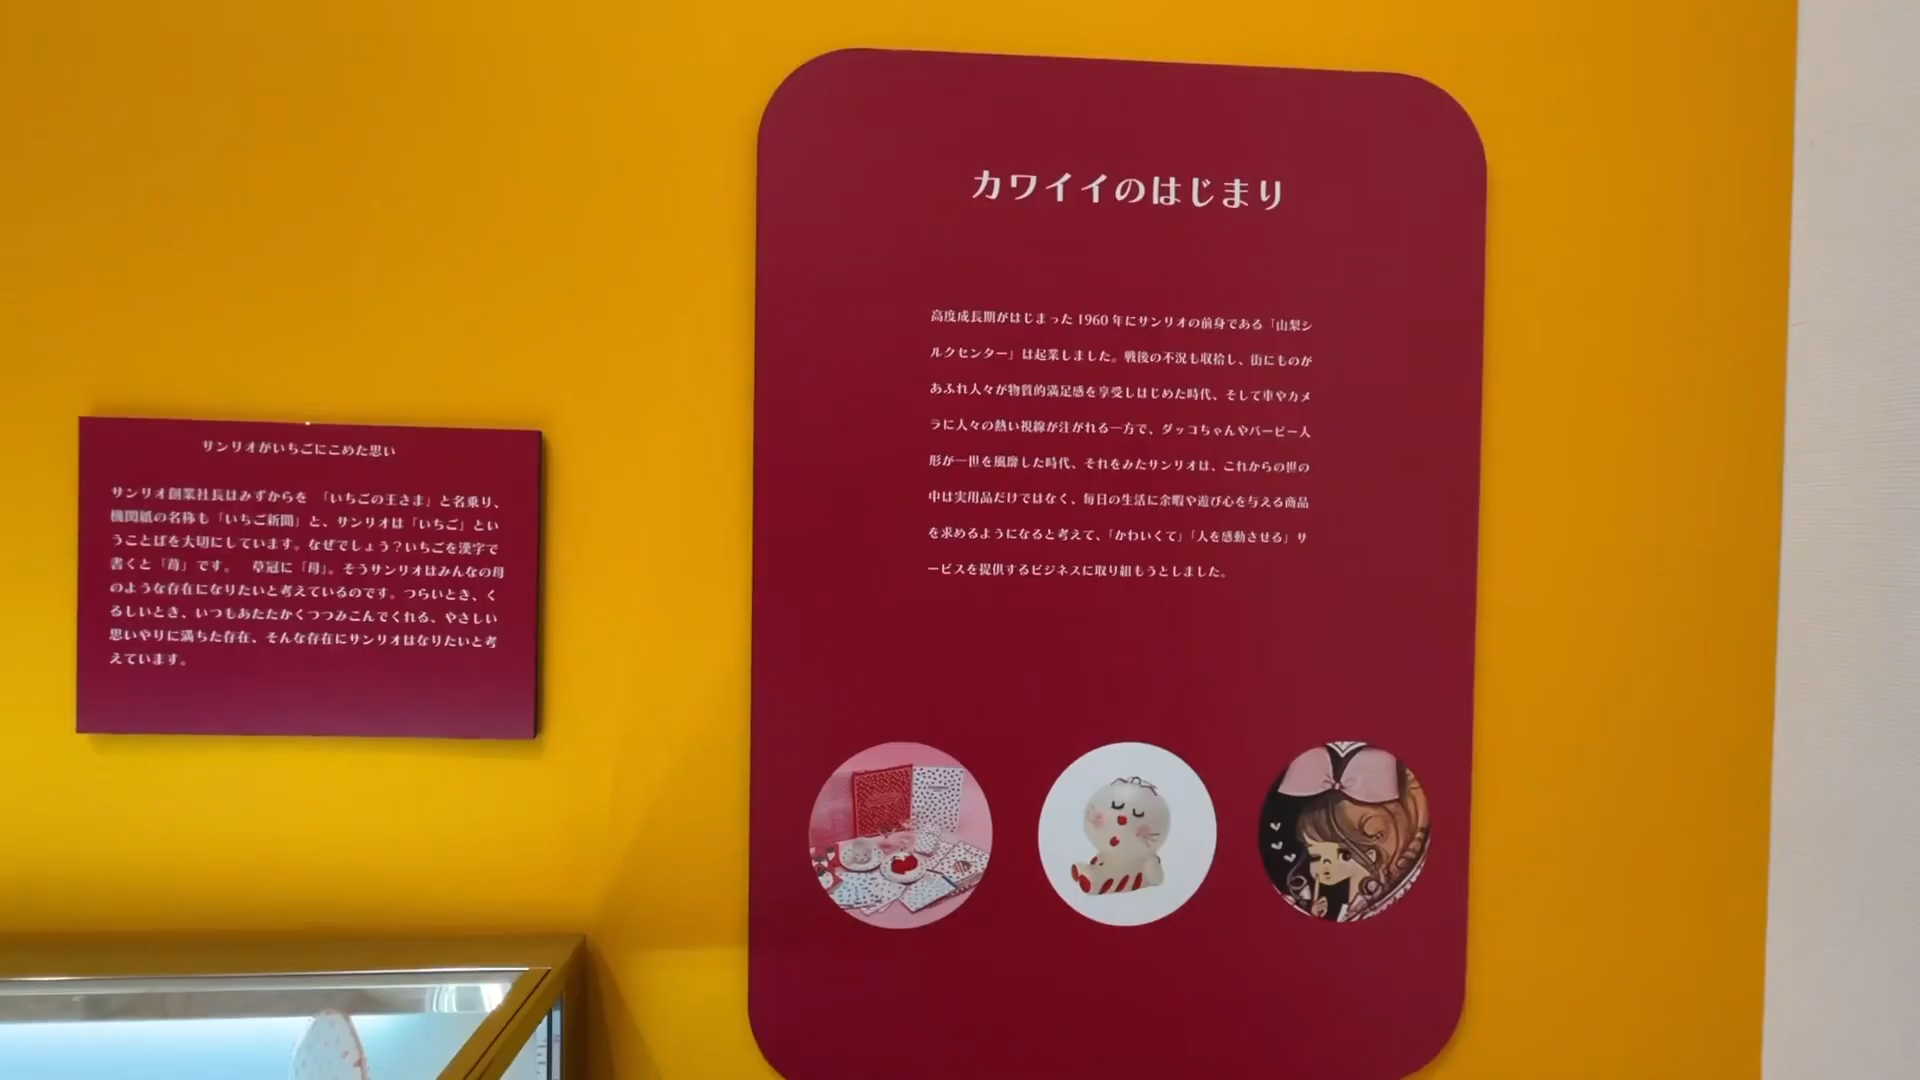 サンリオがいちごにこめた思い
サンリオ創業社長はみずからを 「いちごの王さま」と名乗り、
機関紙の名称も「いちご新聞」と、サンリオは「いちご」とい
うことばを大切にしています。なぜでしょう？いちごを漢字で
書くと「苺」です。 草冠に「母」。そうサンリオはみんなの母
のような存在になりたいと考えているのです。つらいとき、く
るしいとき、いつもあたたかくつつみこんでくれる、やさしい
思いやりに満ちた存在、そんな存在にサンリオはなりたいと考
えています。
カワイイのはじまり
高度成長期がはじまった 1960 年にサンリオの前身である「山梨シ
ルクセンター」は起業しました。戦後の不況も収拾し、街にものが
あふれ人々が物質的満足感を享受しはじめた時代、そして車やカメ
ラに人々の熱い視線が注がれる一方で、ダッコちゃんやバービー人
形が一世を風靡した時代、それをみたサンリオは、これからの世の
中は実用品だけではなく、毎日の生活に余暇や遊び心を与える商品
を求めるようになると考えて、「かわいくて」「人を感動させる」サ
ービスを提供するビジネスに取り組もうとしました。